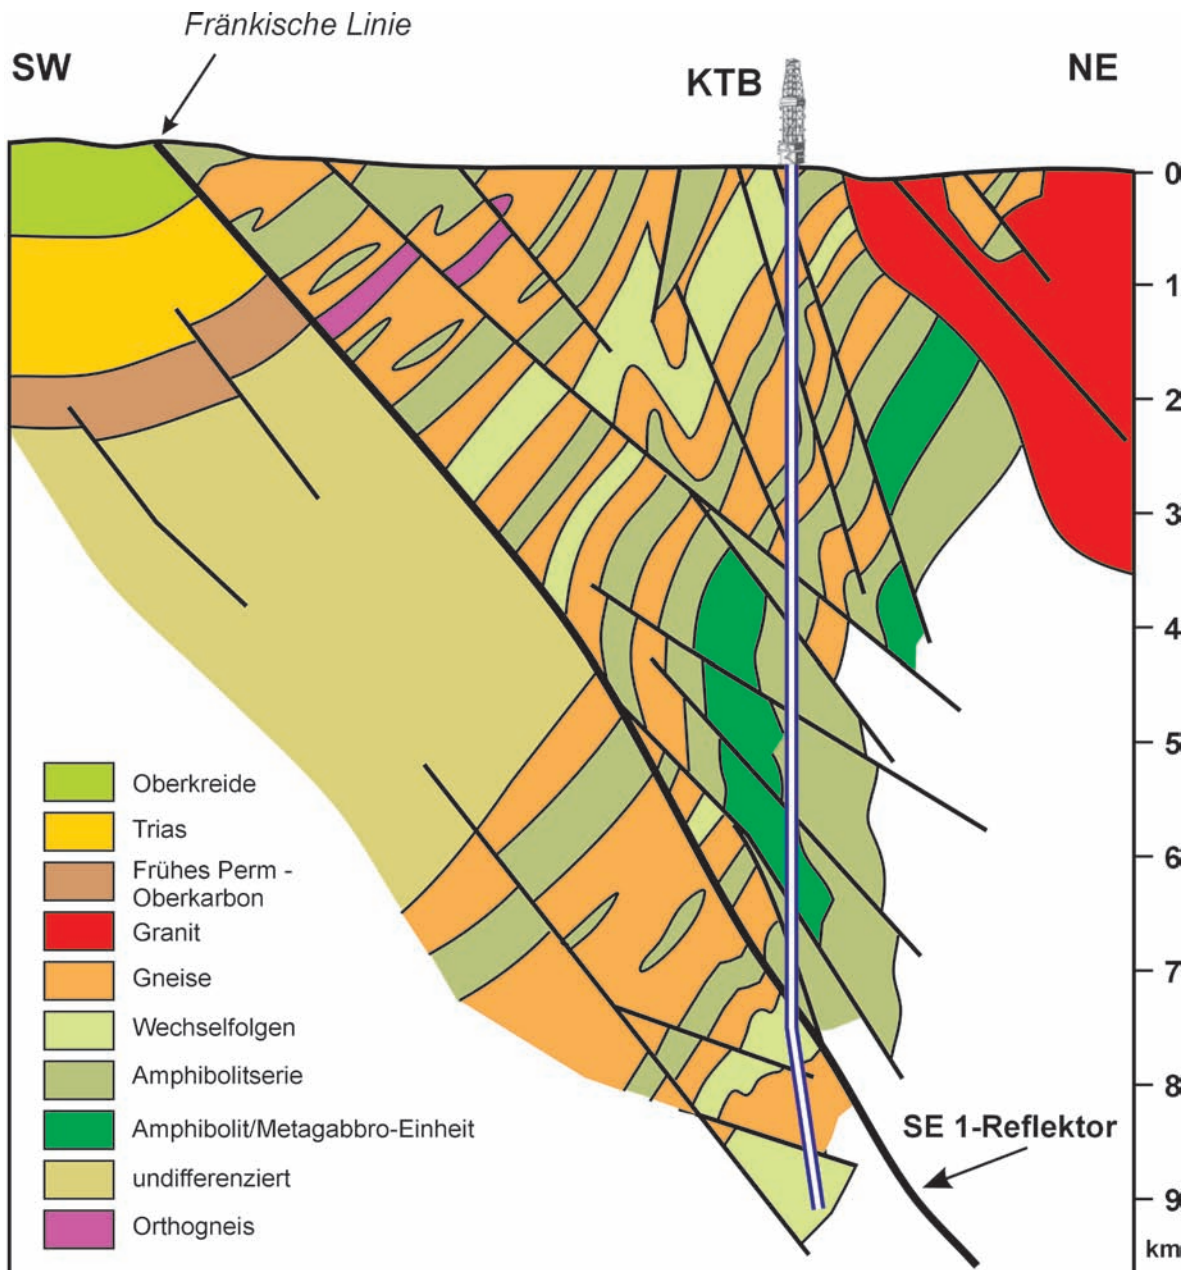 Fränkische Linie
SW
KTB
NE
0
1
2
3
4
5
6
7
8
9
km
Oberkreide
Trias
Frühes Perm -
Oberkarbon
Granit
Gneise
Wechselfolgen
Amphibolitserie
Amphibolit/Metagabbro-Einheit
undifferenziert
Orthogneis
SE 1-Reflektor